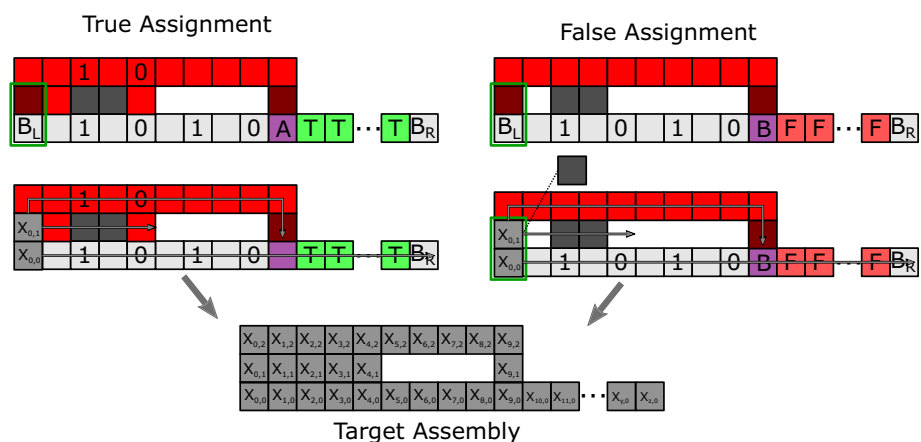 True Assignment
False Assignment
1 0
B_L 1 0 1 0 A T T ··· T B_R
B_L 1 0 1 0 B F F ··· F B_R
1 0
X_0,1
X_0,0 1 0 1 0 T T ··· T B_R
X_0,1
X_0,0 1 0 1 0 B F F ··· F B_R
X_0,2 X_1,2 X_2,2 X_3,2 X_4,2 X_5,2 X_6,2 X_7,2 X_8,2 X_9,2
X_0,1 X_1,1 X_2,1 X_3,1 X_4,1 X_9,1
X_0,0 X_1,0 X_2,0 X_3,0 X_4,0 X_5,0 X_6,0 X_7,0 X_8,0 X_9,0 X_10,0 X_11,0 ··· X_y,0 X_z,0
Target Assembly